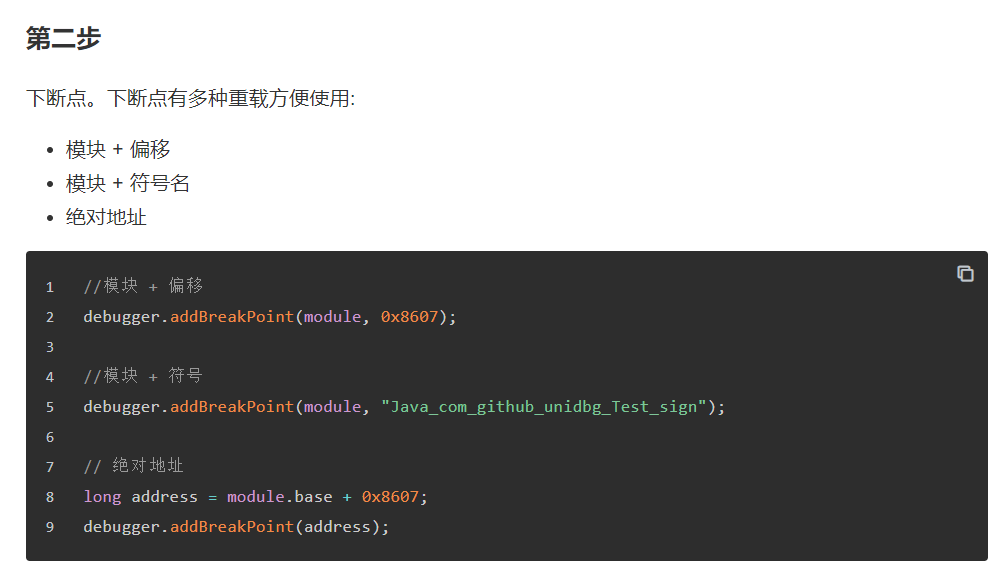 第二步
下断点。下断点有多种重载方便使用:
• 模块 + 偏移
• 模块 + 符号名
• 绝对地址
1 //模块 + 偏移
2 debugger.addBreakPoint(module, 0x8607);
3
4 //模块 + 符号
5 debugger.addBreakPoint(module, "Java_com_github_unidbg_Test_sign");
6
7 // 绝对地址
8 long address = module.base + 0x8607;
9 debugger.addBreakPoint(address);